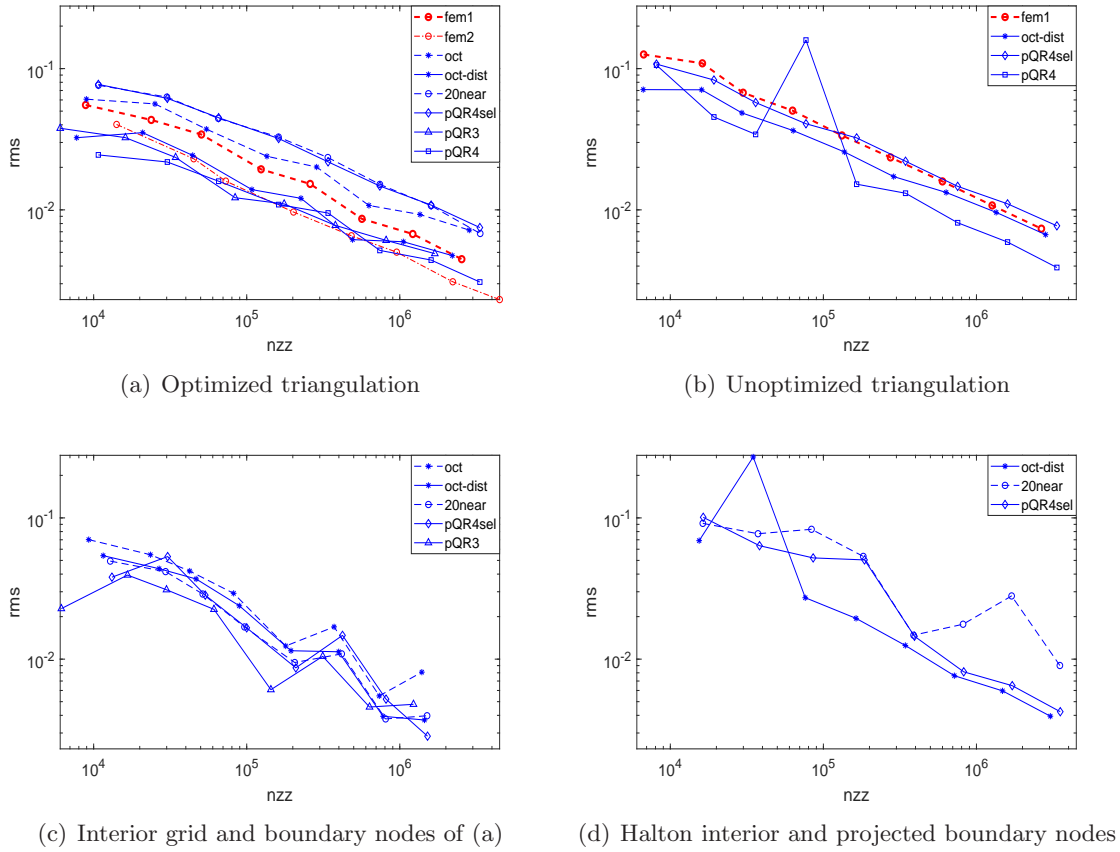 fem1
fem2
oct
oct-dist
20near
pQR4sel
pQR3
pQR4
10^-1
10^-2
rms
10^4 10^5 10^6
nzz
(a) Optimized triangulation
fem1
oct-dist
pQR4sel
pQR4
10^-1
10^-2
rms
10^4 10^5 10^6
nzz
(b) Unoptimized triangulation
oct
oct-dist
20near
pQR4sel
pQR3
10^-1
10^-2
rms
10^4 10^5 10^6
nzz
(c) Interior grid and boundary nodes of (a)
oct-dist
20near
pQR4sel
10^-1
10^-2
rms
10^4 10^5 10^6
nzz
(d) Halton interior and projected boundary nodes